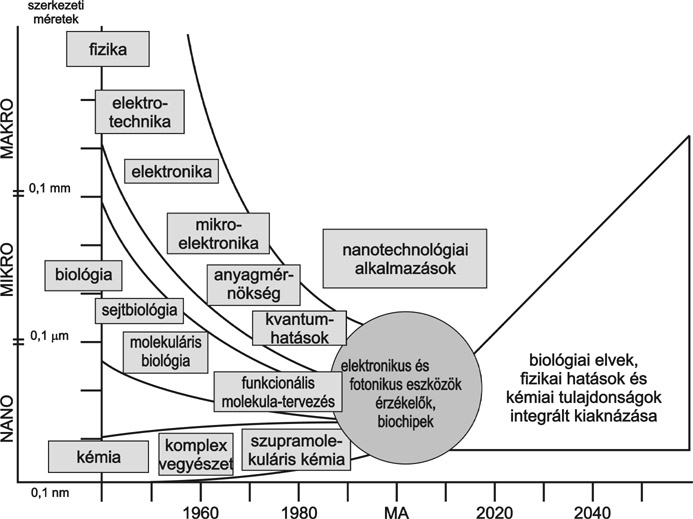 szerkezeti
méretek
fizika
elektro-
technika
MAKRO
elektronika
0,1 mm
mikro-
elektronika
nanotechnológiai
alkalmazások
anyagmér-
nökség
MIKRO
biológia
sejtbiológia
kvantum-
hatások
0,1 µm
molekuláris
biológia
elektronikus és
fotonikus eszközök
érzékelők,
biochipek
biológiai elvek,
fizikai hatások és
kémiai tulajdonságok
integrált kiaknázása
funkcionális
molekula-tervezés
NANO
kémia
komplex
vegyészet
szupramole-
kuláris kémia
0,1 nm
1960 1980 MA 2020 2040